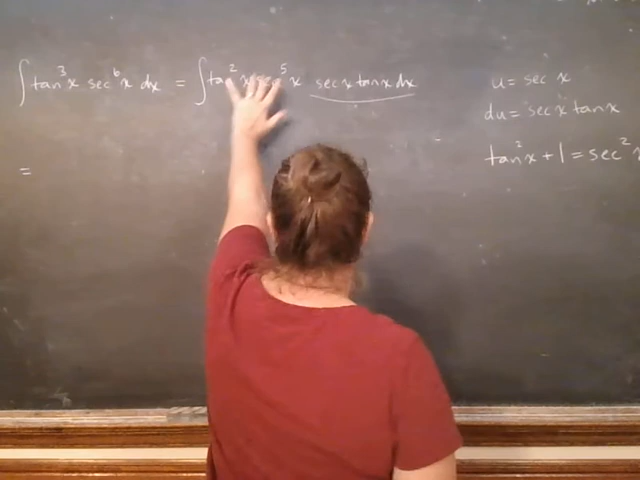 ∫ tan³x sec⁶x dx = ∫ tan²x sec⁵x sec x tan x dx
=
u = sec x
du = sec x tan x
tan²x + 1 = sec²x